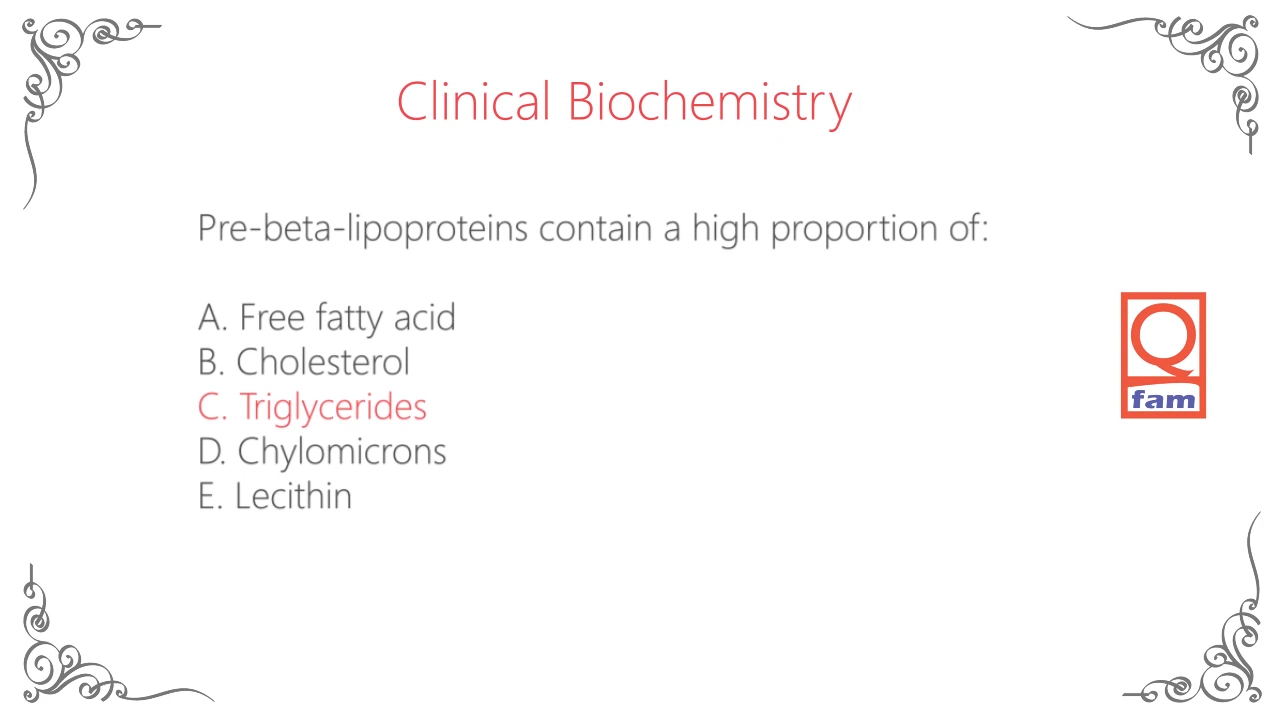 Clinical Biochemistry
Pre-beta-lipoproteins contain a high proportion of:
A. Free fatty acid
B. Cholesterol
C. Triglycerides
D. Chylomicrons
E. Lecithin
Q
fam